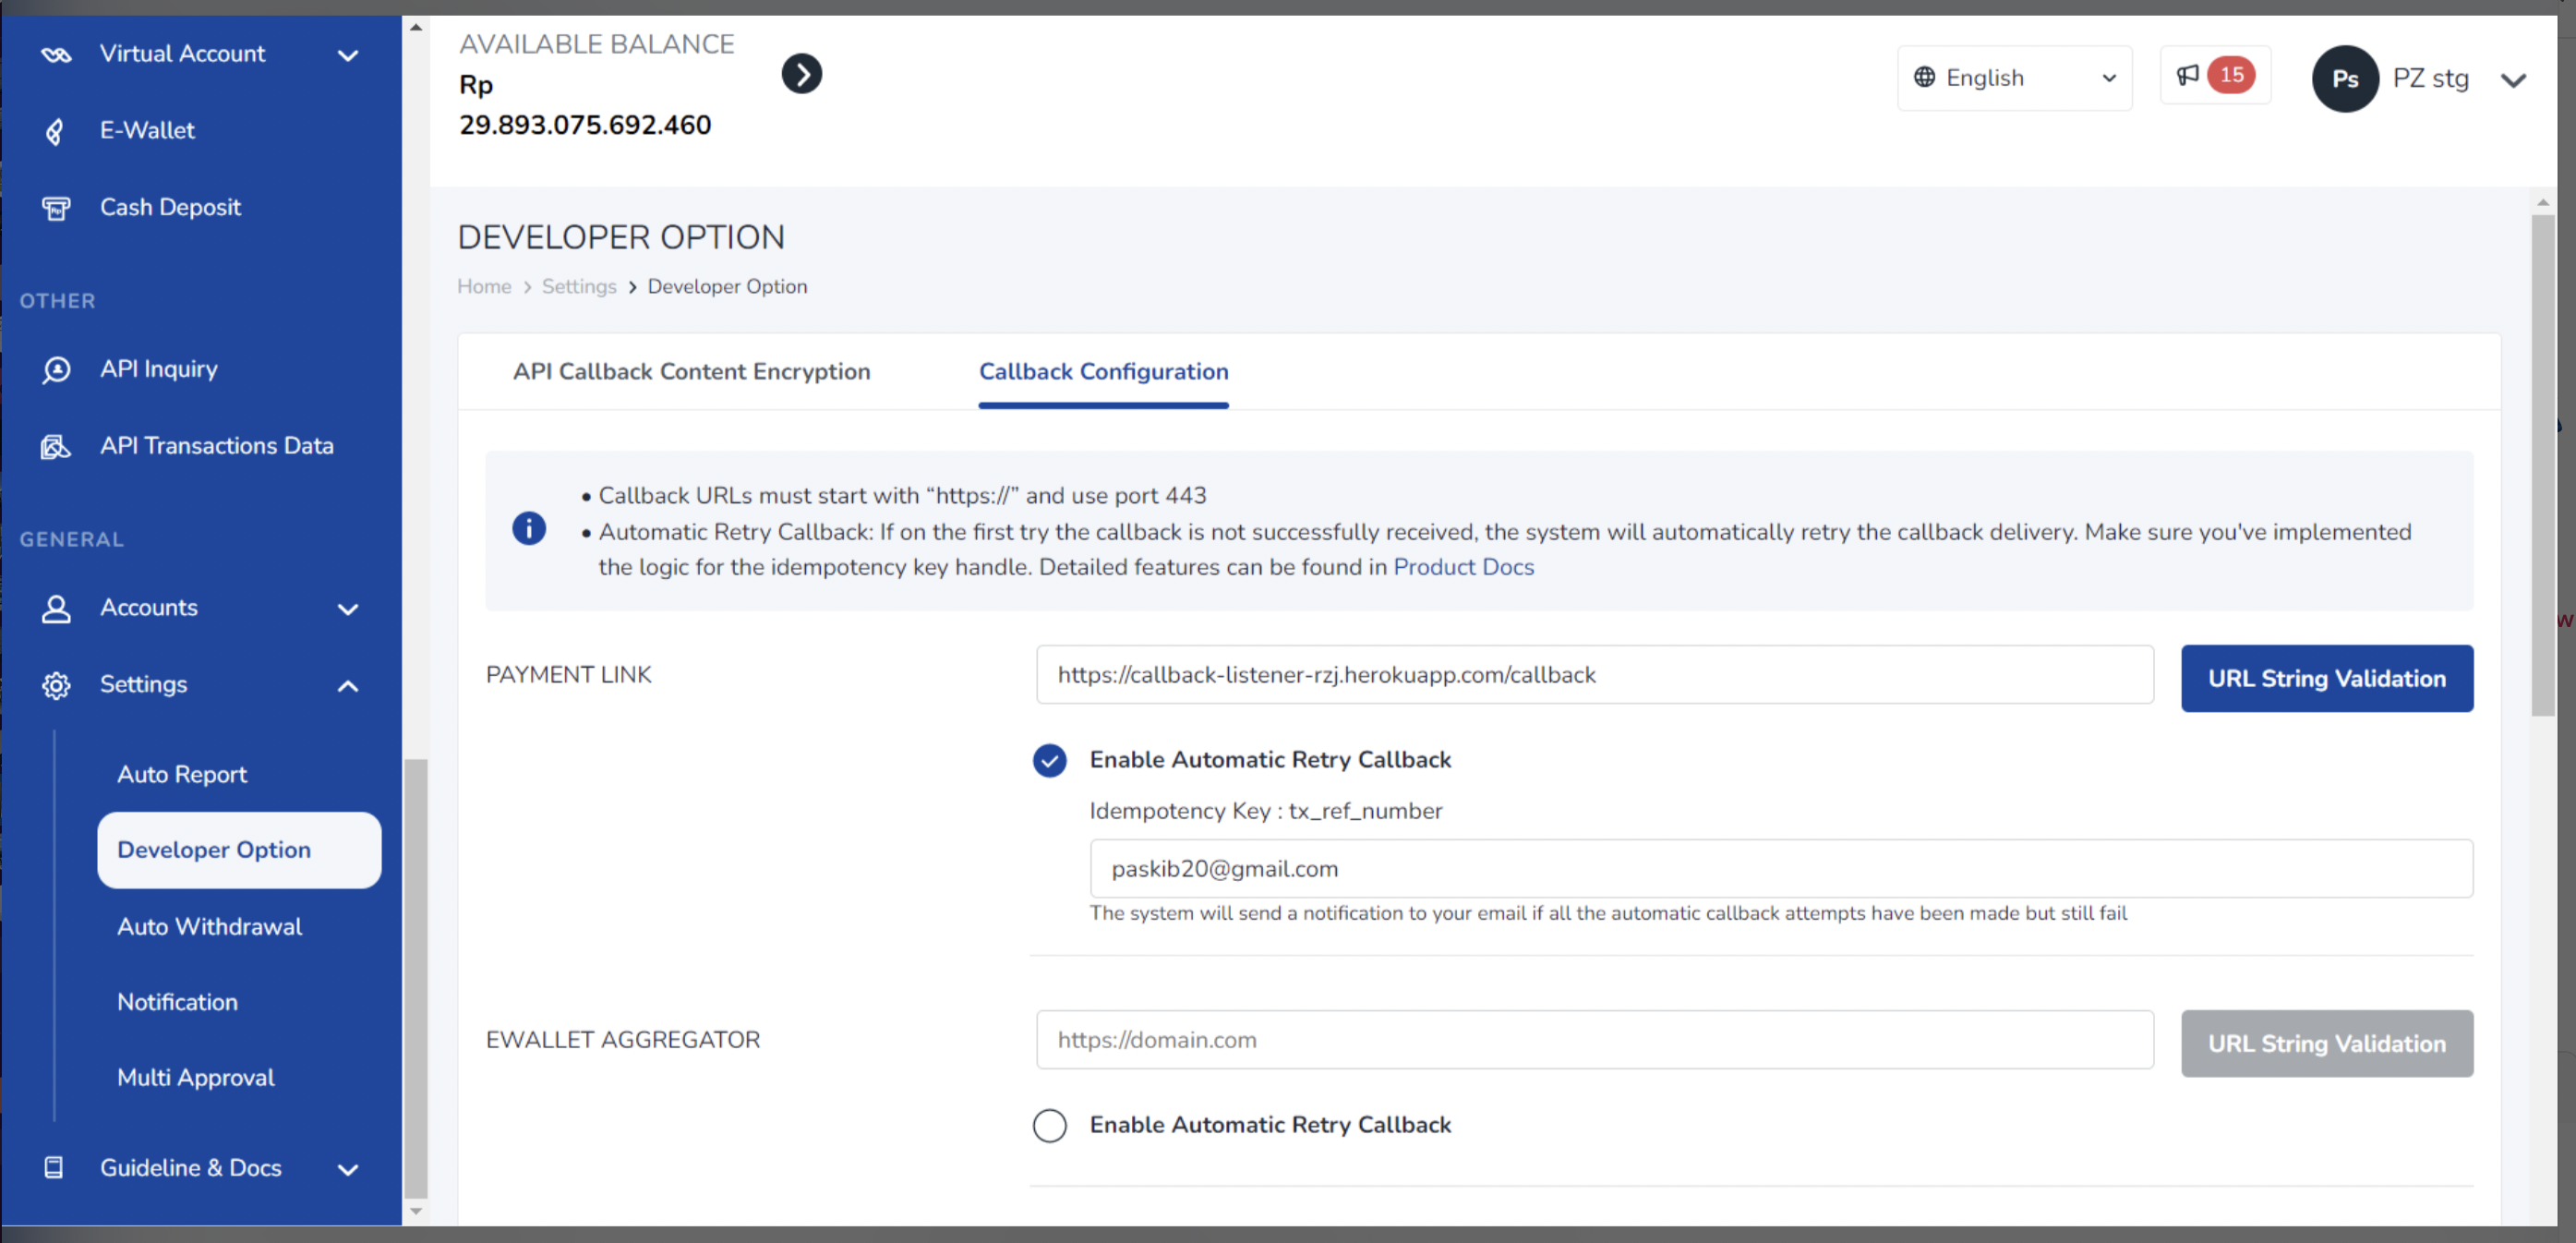 Virtual Account
E-Wallet
Cash Deposit
OTHER
API Inquiry
API Transactions Data
GENERAL
Accounts
Settings
Auto Report
Developer Option
Auto Withdrawal
Notification
Multi Approval
Guideline & Docs
AVAILABLE BALANCE
Rp
29.893.075.692.460
English
15
Ps
PZ stg
DEVELOPER OPTION
Home > Settings > Developer Option
API Callback Content Encryption
Callback Configuration
• Callback URLs must start with “https://” and use port 443
• Automatic Retry Callback: If on the first try the callback is not successfully received, the system will automatically retry the callback delivery. Make sure you've implemented
the logic for the idempotency key handle. Detailed features can be found in Product Docs
PAYMENT LINK
https://callback-listener-rzj.herokuapp.com/callback
URL String Validation
Enable Automatic Retry Callback
Idempotency Key : tx_ref_number
paskib20@gmail.com
The system will send a notification to your email if all the automatic callback attempts have been made but still fail
EWALLET AGGREGATOR
https://domain.com
URL String Validation
Enable Automatic Retry Callback